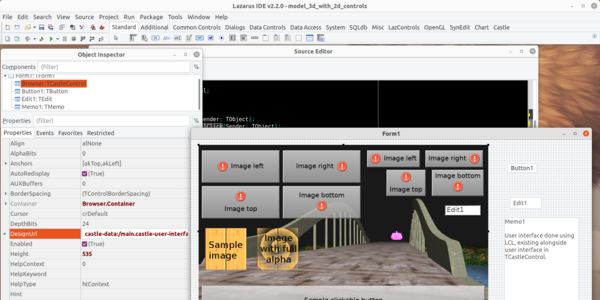 Lazarus IDE v2.2.0 - model_3d_with_2d_controls
File Edit Search View Source Project Run Package Tools Window Help
Standard Additional Common Controls Dialogs Data Controls Data Access System SQLdb Misc LazControls OpenGL SynEdit Chart Castle
Object Inspector
Source Editor
Components (filter)
Form1: TForm1
Browser: TCastleControl
Button1: TButton
Edit1: TEdit
Memo1: TMemo
Properties (filter)
Properties Events Favorites Restricted
Align alNone
AlphaBits 0
Anchors [akTop,akLeft]
AutoRedisplay (True)
AUXBuffers 0
BorderSpacing (TControlBorderSpacing)
Container Browser.Container
Cursor crDefault
DepthBits 24
DesignUrl castle-data:/main.castle-user-interfa
Enabled (True)
Height 535
HelpContext 0
HelpKeyword
HelpType htContext
Hint
ender: TObject);
(Sender: TObject);
Form1
Image left
Image right
Image left
Image right
Image top
Image bottom
Image top
Image bottom
Edit1
Sample image
Image with full alpha
Sample clickable button
Button1
Edit1
Memo1
User interface done using
LCL, existing alongside
user interface in
TCastleControl.